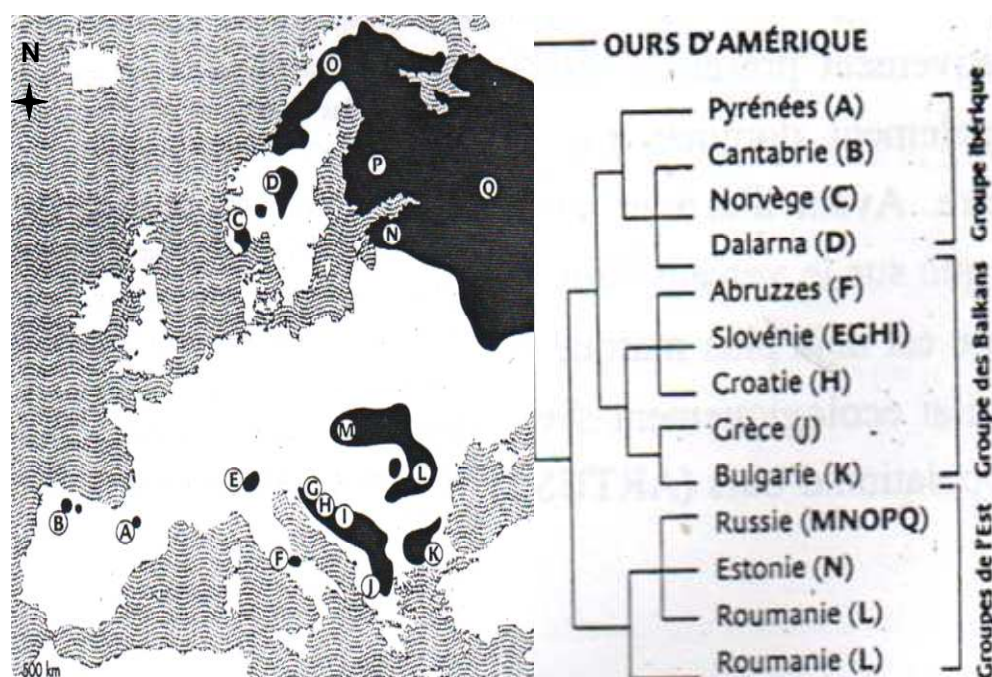 N
O
P
Q
D
C
N
M
L
E
G
H
I
B
A
K
F
J
500 km
OURS D'AMÉRIQUE
Pyrénées (A)
Cantabrie (B)
Norvège (C)
Dalarna (D)
Groupe Ibérique
Abruzzes (F)
Slovénie (EGHI)
Croatie (H)
Grèce (J)
Bulgarie (K)
Groupe des Balkans
Russie (MNOPQ)
Estonie (N)
Roumanie (L)
Roumanie (L)
Groupes de l'Est